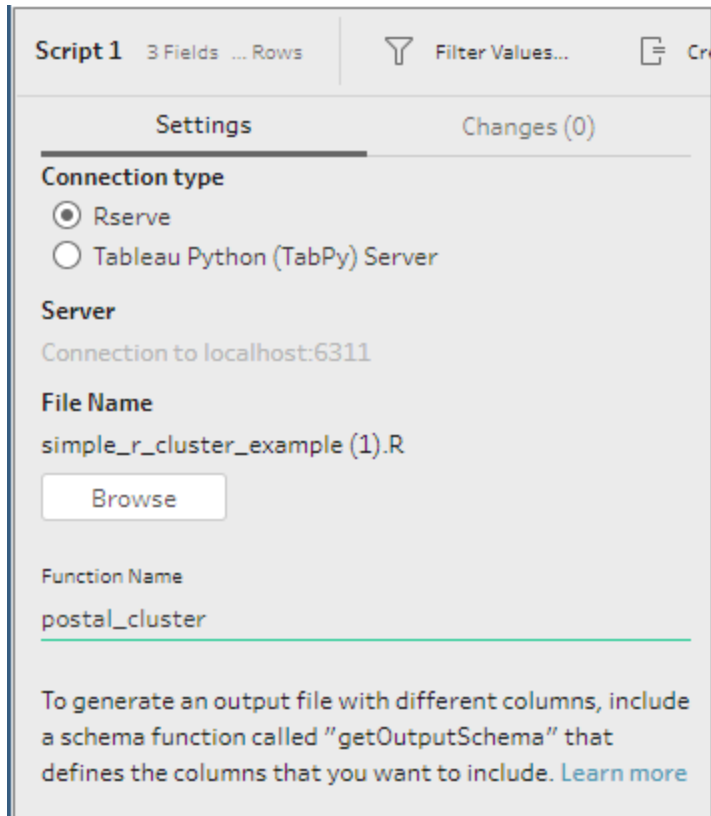 Script 1 3 Fields ... Rows Filter Values... Cr
Settings Changes (0)
Connection type
Rserve
Tableau Python (TabPy) Server
Server
Connection to localhost:6311
File Name
simple_r_cluster_example (1).R
Browse
Function Name
postal_cluster
To generate an output file with different columns, include
a schema function called "getOutputSchema" that
defines the columns that you want to include. Learn more